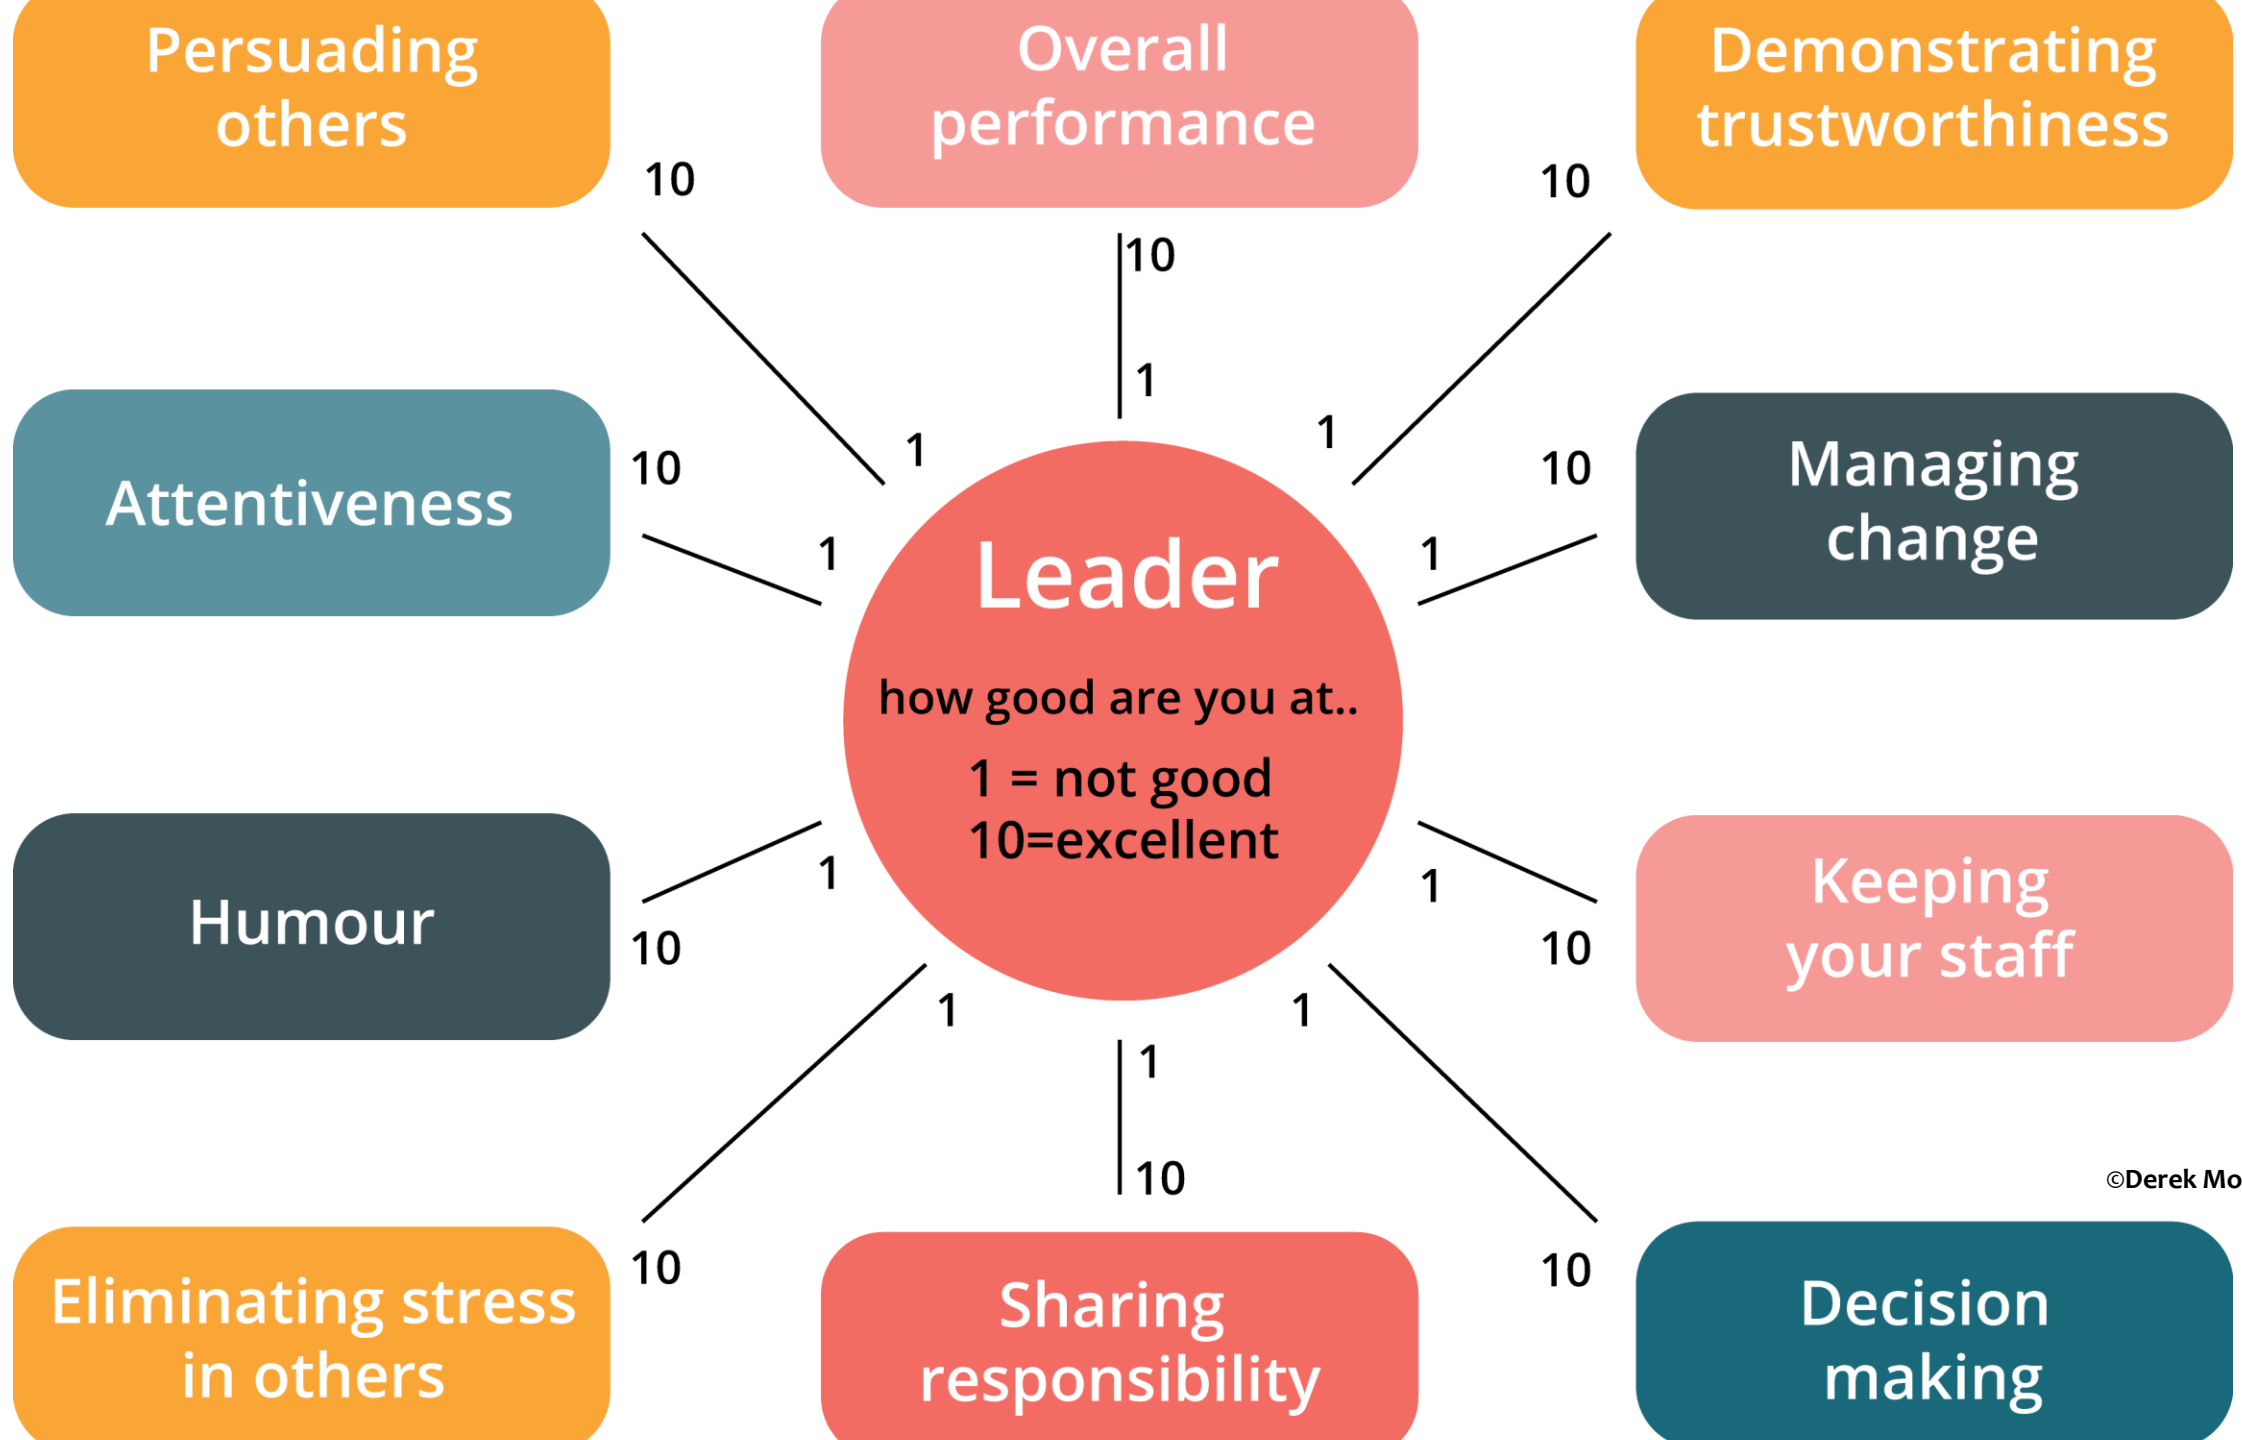 Persuading
others
Overall
performance
Demonstrating
trustworthiness
10
10
10
1
1
1
Attentiveness
10
1
Leader
how good are you at..
1 = not good
10=excellent
1
10
Managing
change
Humour
1
10
1
10
Keeping
your staff
1
1
1
10
10
10
©Derek Mo
Eliminating stress
in others
Sharing
responsibility
Decision
making